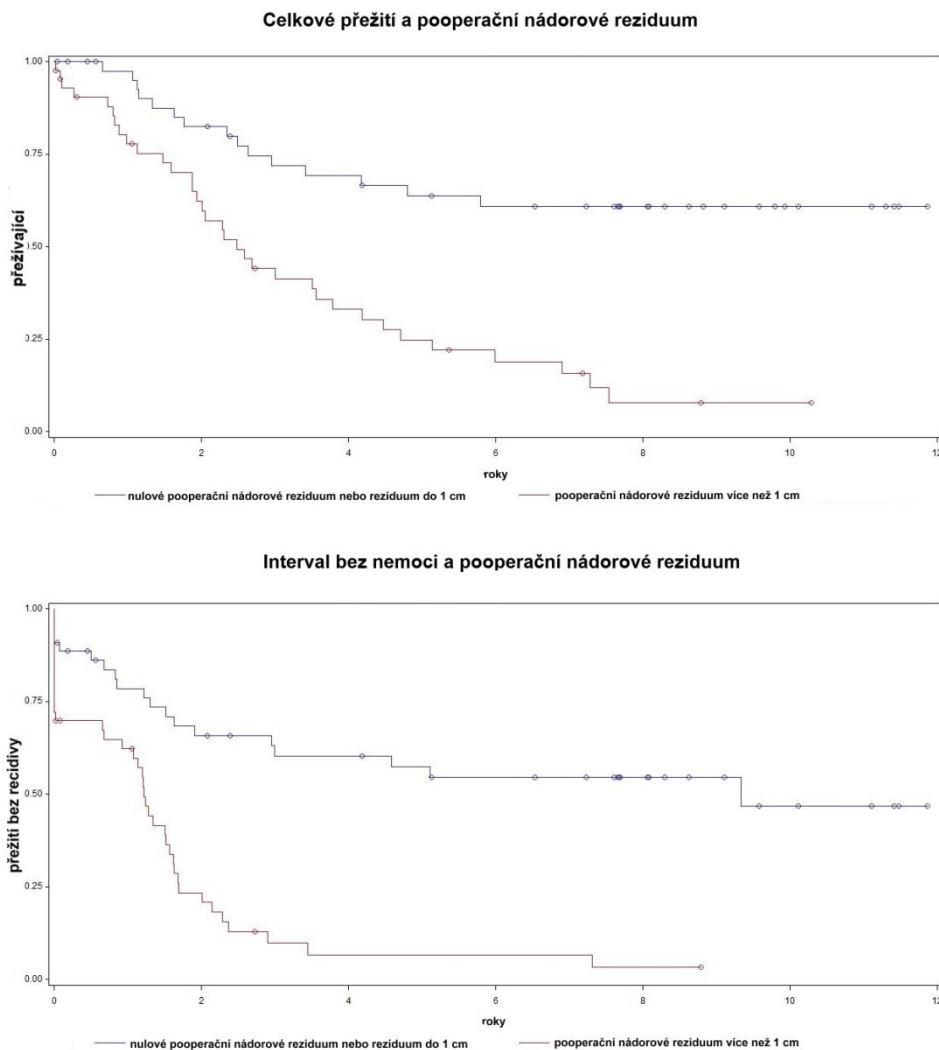 Celkové přežití a pooperační nádorové reziduum
1.00
0.75
0.50
0.25
0.00
přežívající
0 2 4 6 8 10 12
roky
nulové pooperační nádorové reziduum nebo reziduum do 1 cm pooperační nádorové reziduum více než 1 cm
Interval bez nemoci a pooperační nádorové reziduum
1.00
0.75
0.50
0.25
0.00
přežití bez recidivy
0 2 4 6 8 10 12
roky
nulové pooperační nádorové reziduum nebo reziduum do 1 cm pooperační nádorové reziduum více než 1 cm